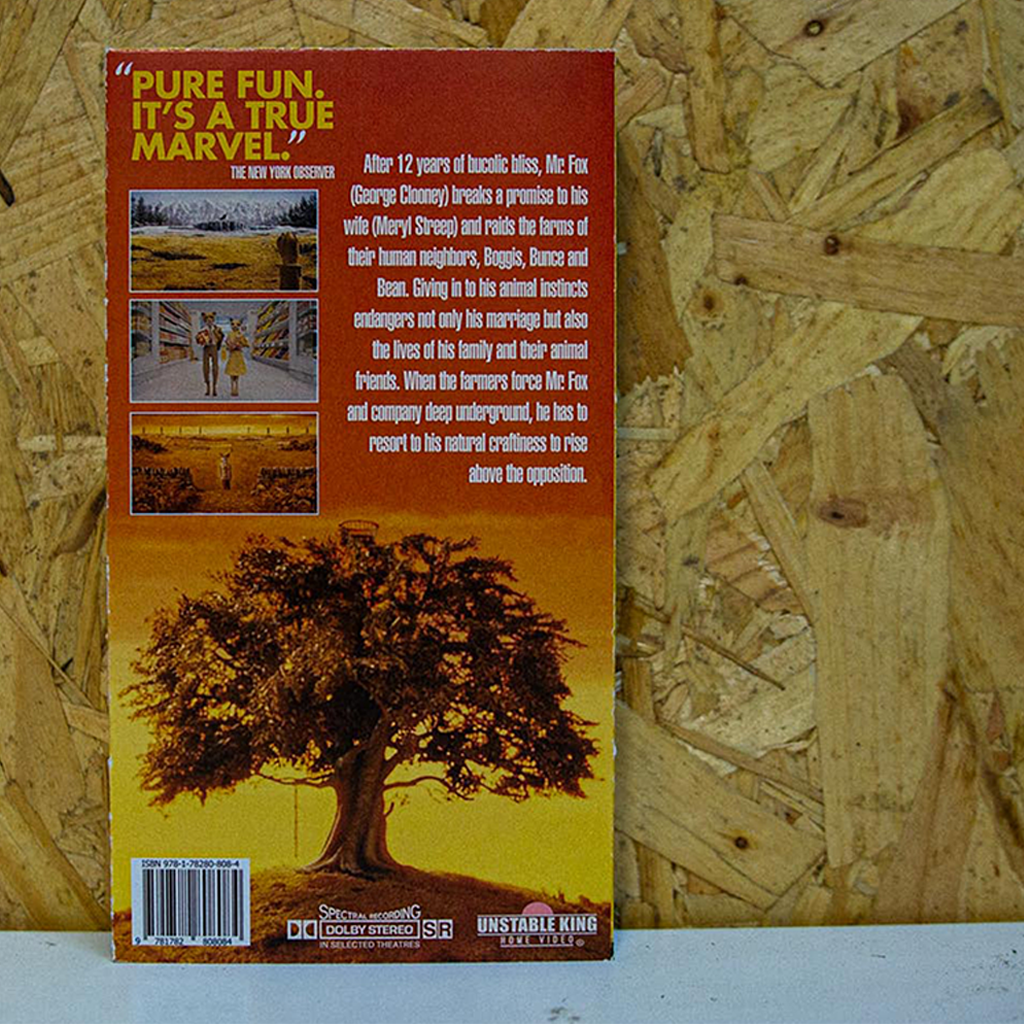 “PURE FUN.
IT'S A TRUE
MARVEL.”
THE NEW YORK OBSERVER
After 12 years of bucolic bliss, Mr. Fox
(George Clooney) breaks a promise to his
wife (Meryl Streep) and raids the farms of
their human neighbors, Boggis, Bunce and
Bean. Giving in to his animal instincts
endangers not only his marriage but also
the lives of his family and their animal
friends. When the farmers force Mr. Fox
and company deep underground, he has to
resort to his natural craftiness to rise
above the opposition.
ISBN 978-1-78280-808-4
9 781782 808084
SPECTRAL RECORDING
DOLBY STEREO SR
IN SELECTED THEATRES
UNSTABLE KING
HOME VIDEO